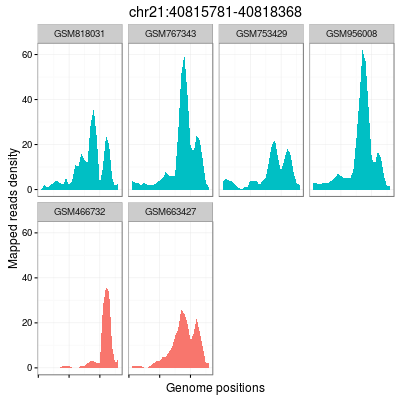 chr21:40815781-40818368
GSM818031 GSM767343 GSM753429 GSM956008
60
40
20
0
GSM466732 GSM663427
60
40
20
0
Mapped reads density
Genome positions